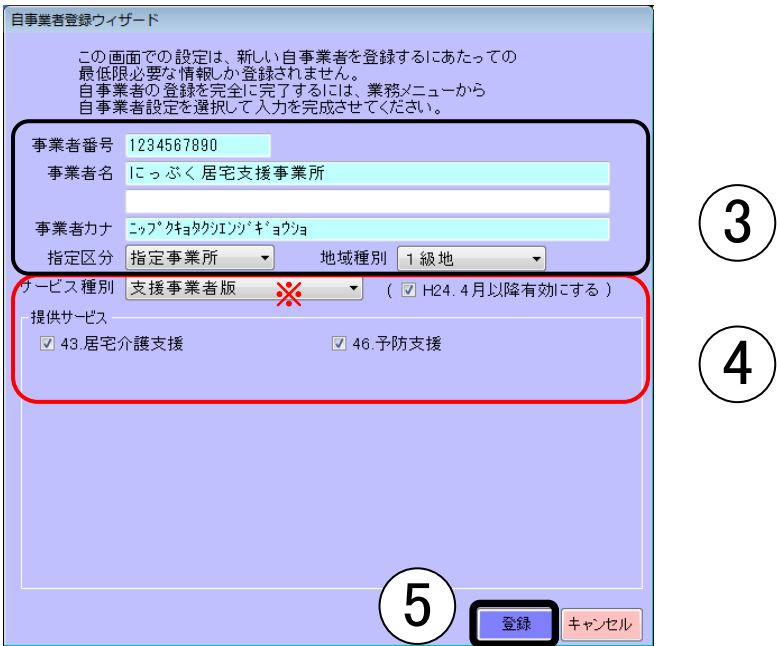 自事業者登録ウィザード
この画面での設定は、新しい自事業者を登録するにあたっての
最低限必要な情報しか登録されません。
自事業者の登録を完全に完了するには、業務メニューから
自事業者設定を選択して入力を完成させてください。
事業者番号 1234567890
事業者名 にっぷく居宅支援事業所
事業者カナ ﾆｯﾌﾟｸｷｮﾀｸｼｴﾝｼﾞｷﾞｮｳｼｮ
指定区分 指定事業所 地域種別 1級地
③
サービス種別 支援事業者版 ※ ( H24.4月以降有効にする )
提供サービス
43.居宅介護支援 46.予防支援
④
⑤
登録 キャンセル